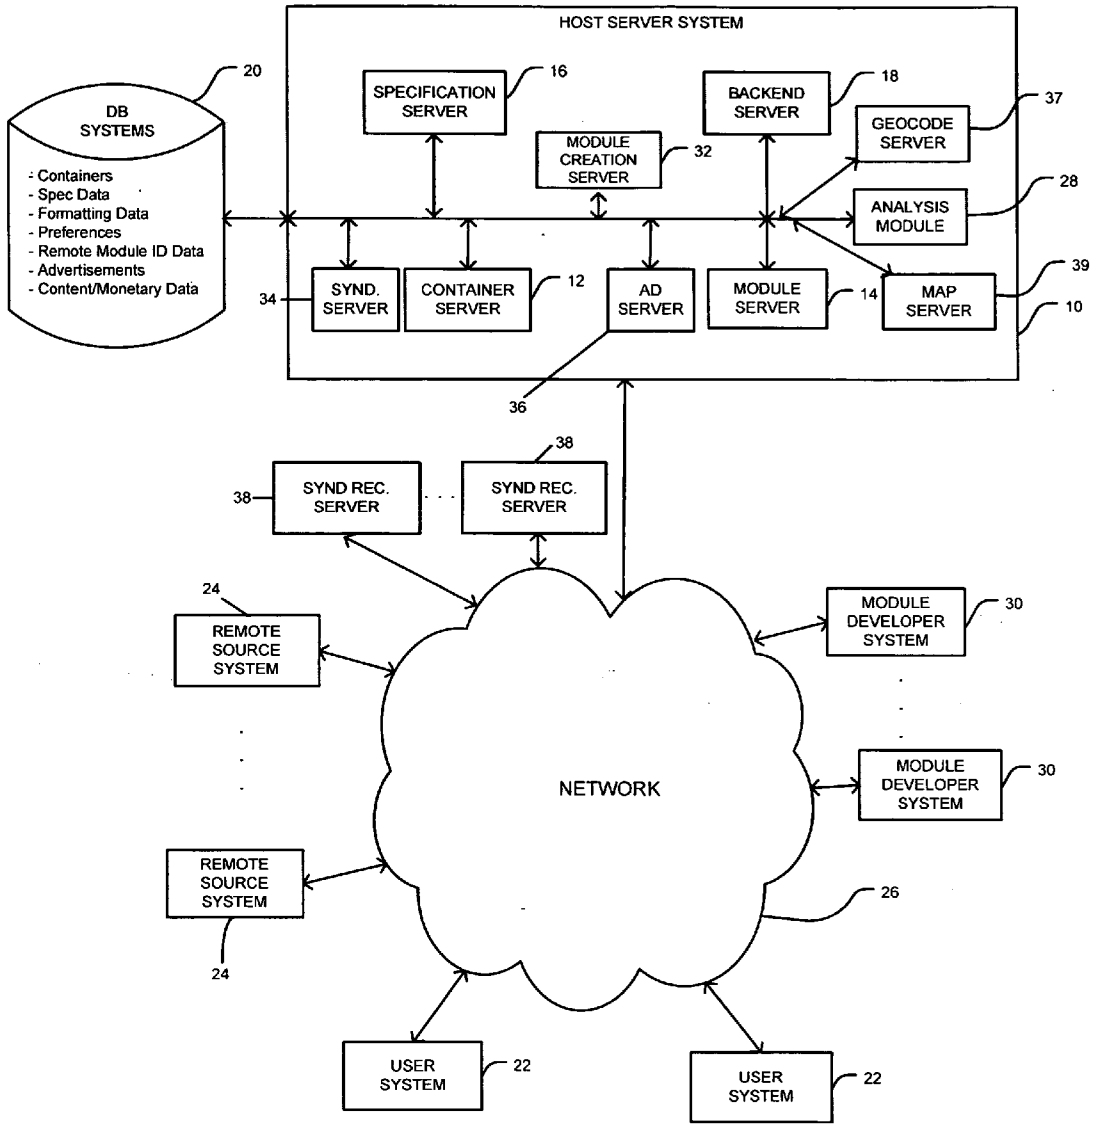 HOST SERVER SYSTEM
20
DB
SYSTEMS
- Containers
- Spec Data
- Formatting Data
- Preferences
- Remote Module ID Data
- Advertisements
- Content/Monetary Data
SPECIFICATION
SERVER
16
MODULE
CREATION
SERVER
32
BACKEND
SERVER
18
GEOCODE
SERVER
37
ANALYSIS
MODULE
28
34
SYND.
SERVER
CONTAINER
SERVER
12
AD
SERVER
36
MODULE
SERVER
14
MAP
SERVER
39
10
38
SYND REC.
SERVER
38
SYND REC.
SERVER
24
REMOTE
SOURCE
SYSTEM
MODULE
DEVELOPER
SYSTEM
30
NETWORK
MODULE
DEVELOPER
SYSTEM
30
REMOTE
SOURCE
SYSTEM
24
26
USER
SYSTEM
22
USER
SYSTEM
22